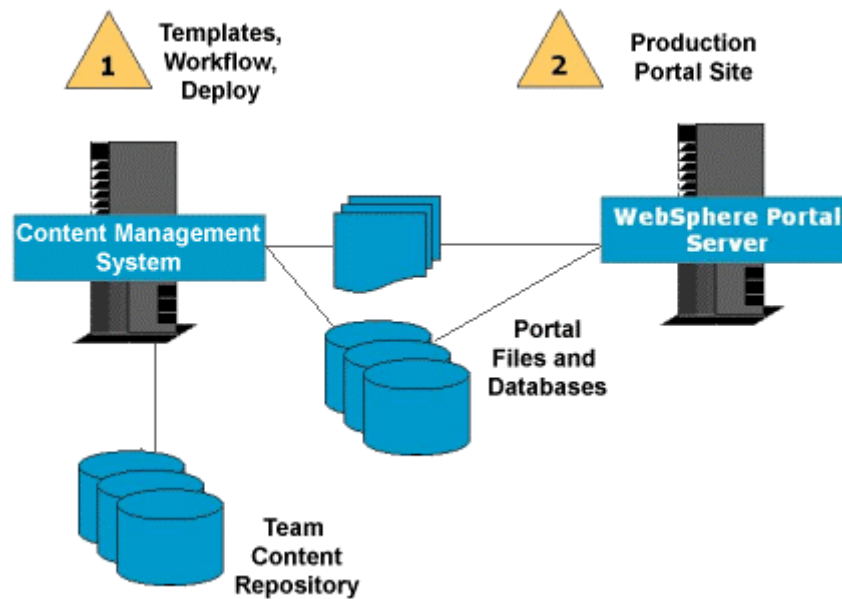 1
Templates,
Workflow,
Deploy
2
Production
Portal Site
Content Management
System
WebSphere Portal
Server
Portal
Files and
Databases
Team
Content
Repository